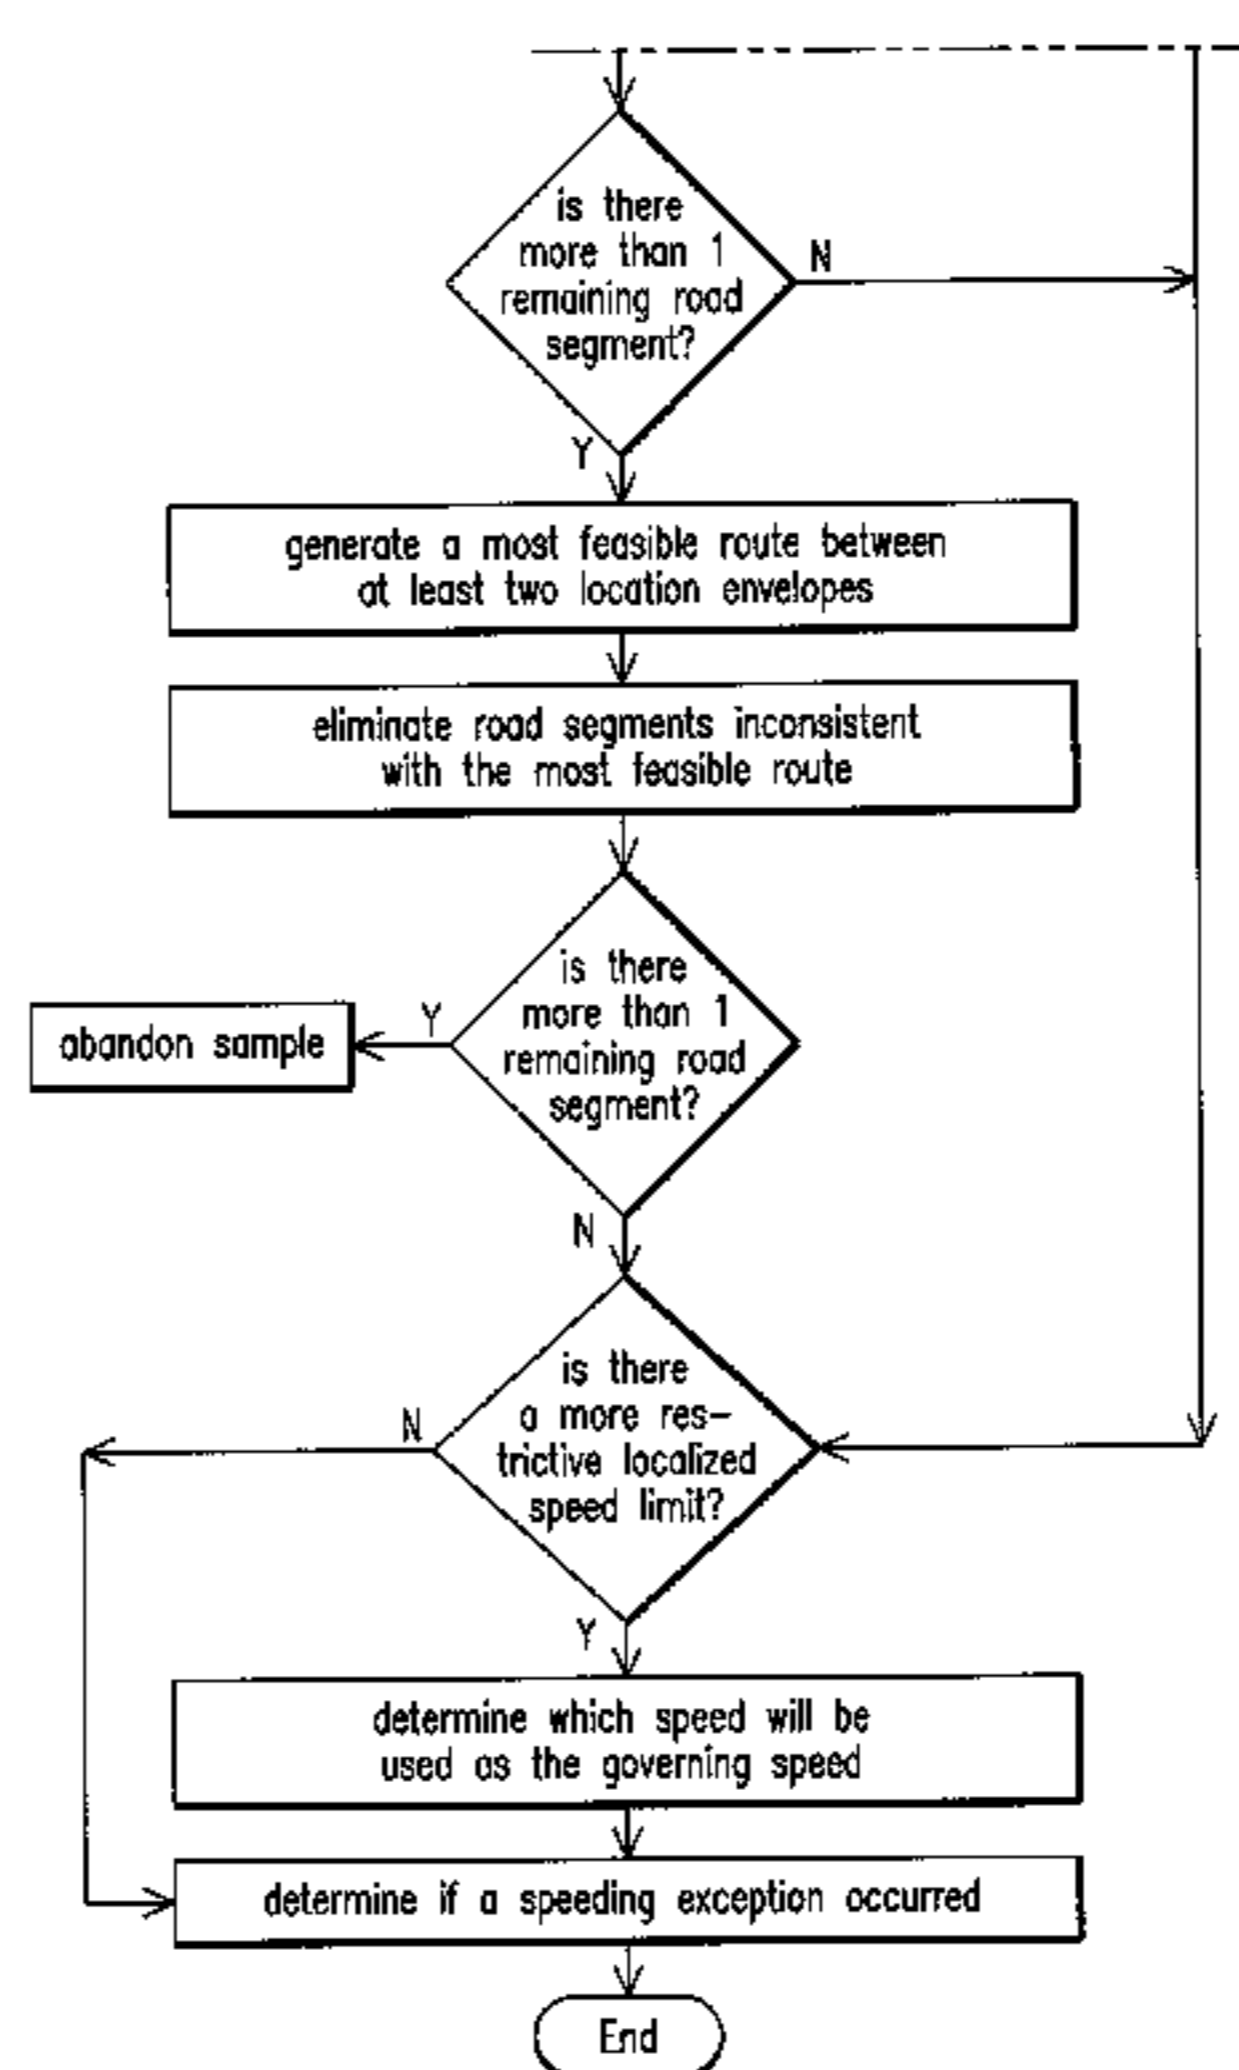 is there
more than 1
remaining road
segment?
N
Y
generate a most feasible route between
at least two location envelopes
eliminate road segments inconsistent
with the most feasible route
is there
more than 1
remaining road
segment?
Y
abandon sample
N
is there
a more res-
trictive localized
speed limit?
N
Y
determine which speed will be
used as the governing speed
determine if a speeding exception occurred
End